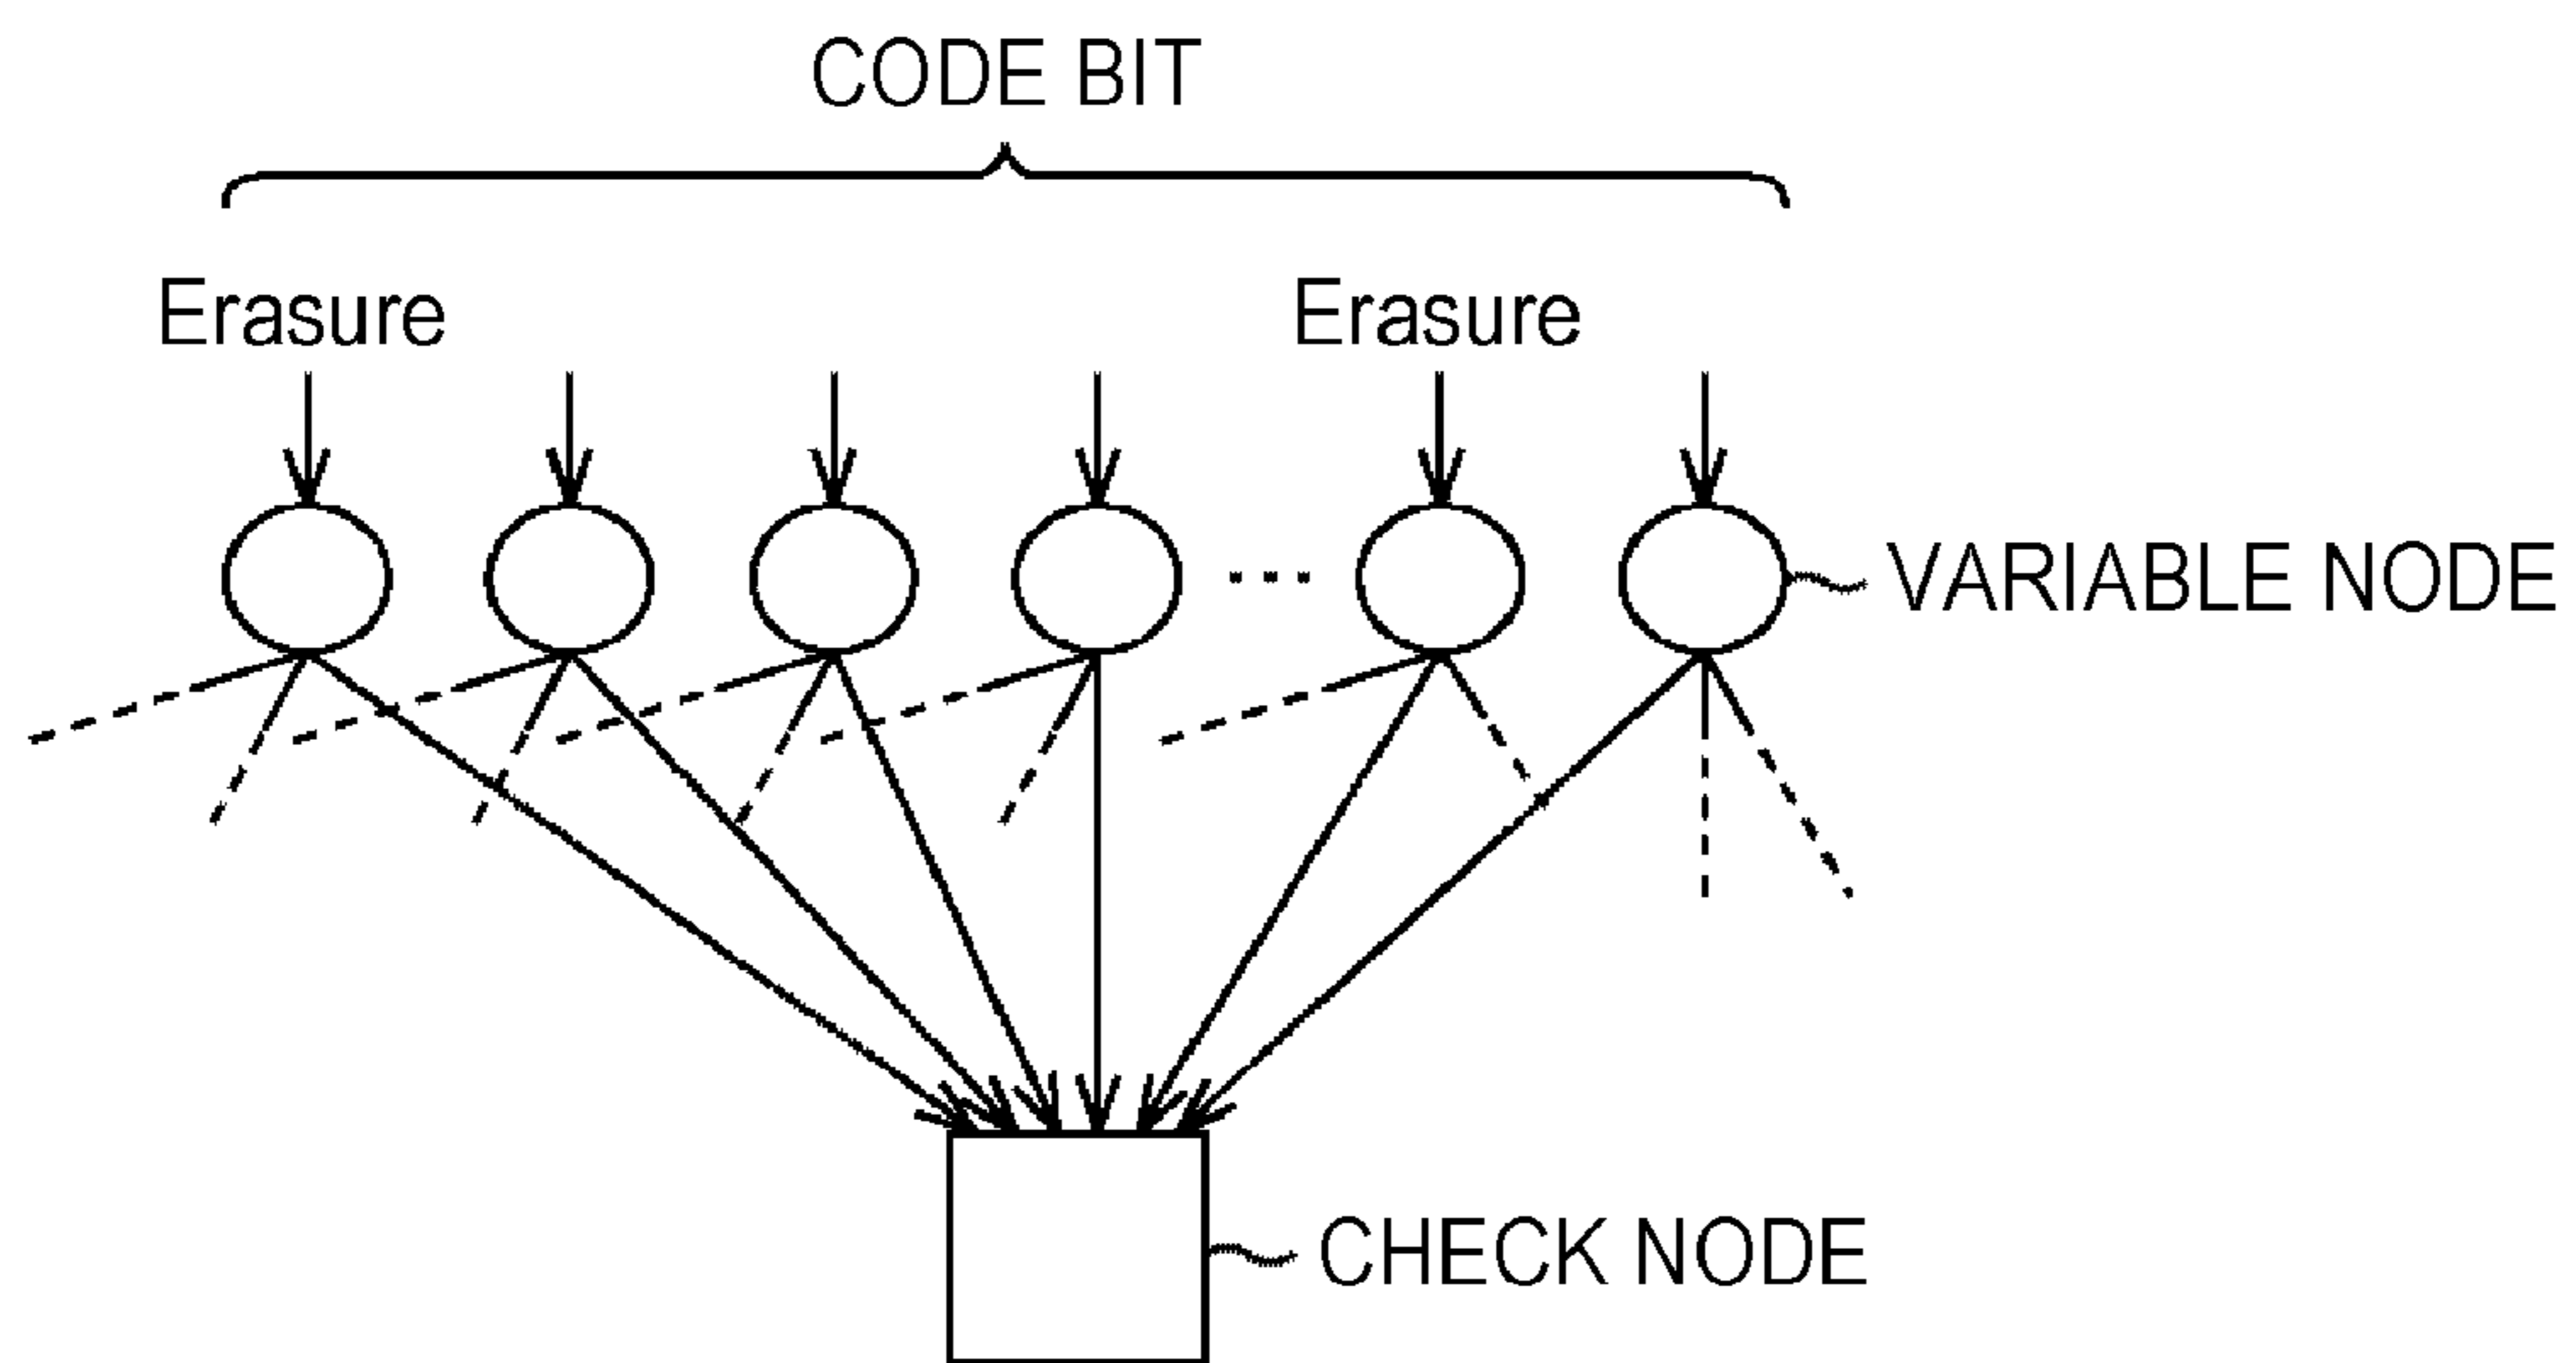 CODE BIT
Erasure Erasure
...
VARIABLE NODE
CHECK NODE